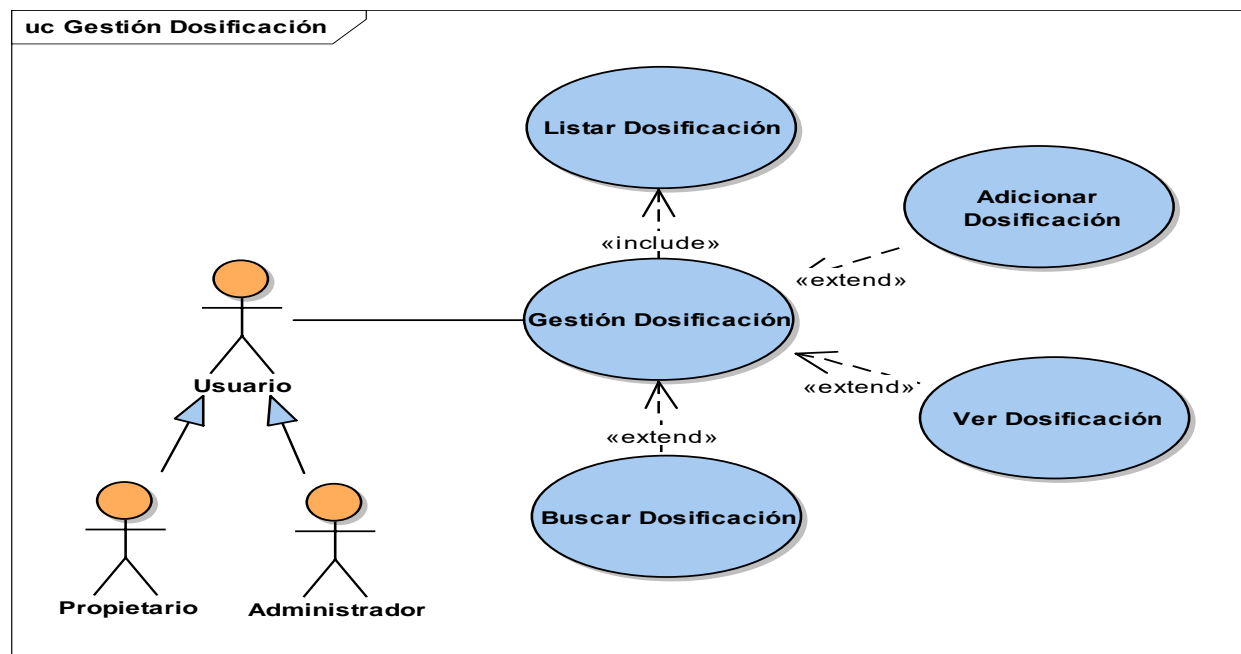 uc Gestión Dosificación
Listar Dosificación
Adicionar
Dosificación
«include»
«extend»
Gestión Dosificación
Usuario
«extend»
Ver Dosificación
«extend»
Buscar Dosificación
Propietario
Administrador